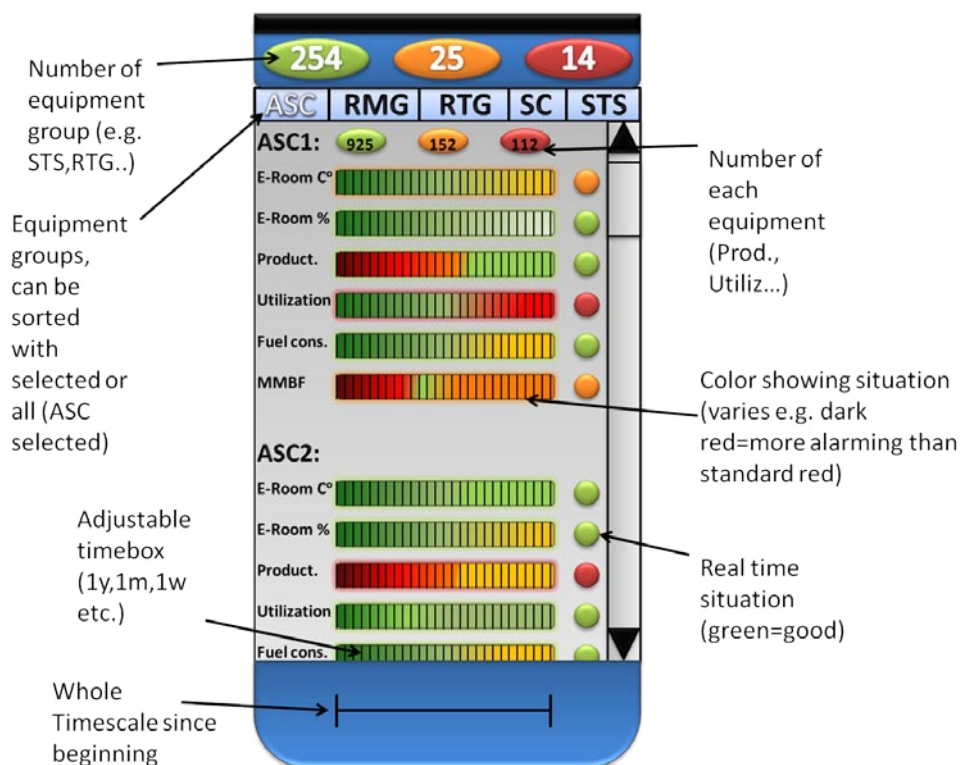 254 25 14
ASC RMG RTG SC STS
ASC1: 925 152 112
E-Room C°
E-Room %
Product.
Utilization
Fuel cons.
MMBF
ASC2:
E-Room C°
E-Room %
Product.
Utilization
Fuel cons.
Number of
equipment
group (e.g.
STS,RTG..)
Equipment
groups,
can be
sorted
with
selected or
all (ASC
selected)
Adjustable
timebox
(1y,1m,1w
etc.)
Whole
Timescale since
beginning
Number of
each
equipment
(Prod.,
Utiliz...)
Color showing situation
(varies e.g. dark
red=more alarming than
standard red)
Real time
situation
(green=good)